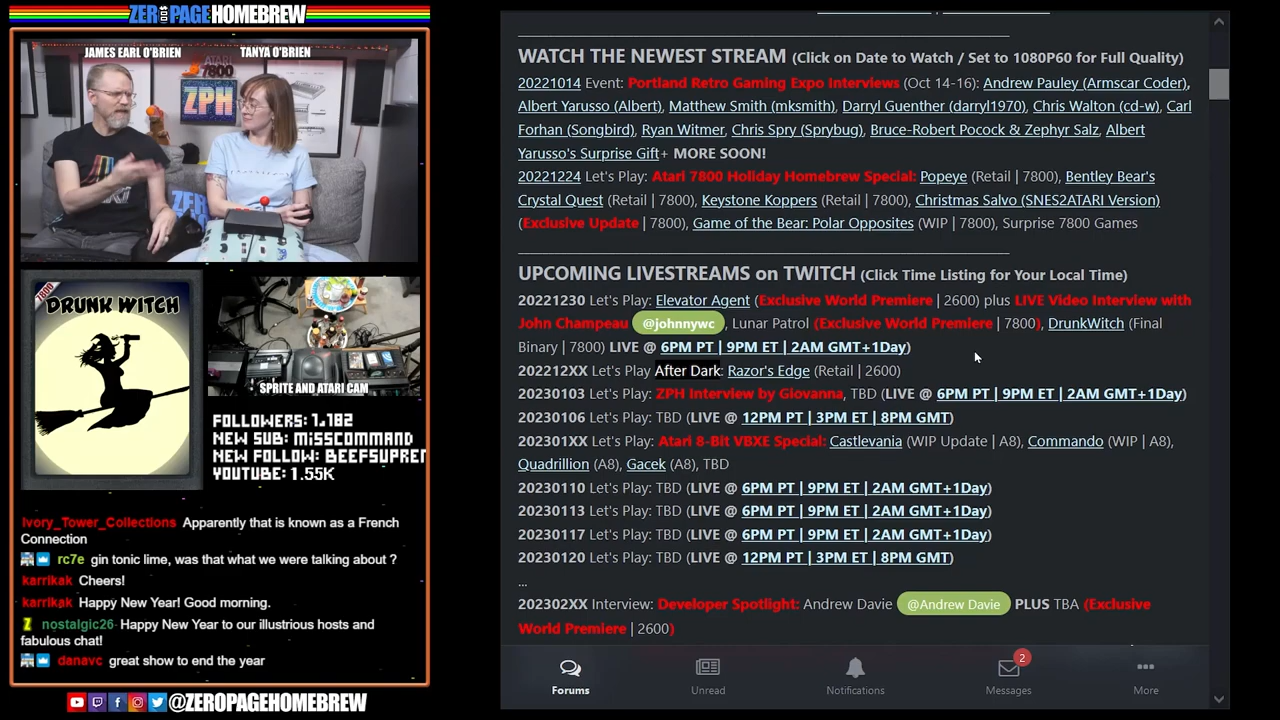 ZEROPAGEHOMEBREW
JAMES EARL O'BRIEN
TANYA O'BRIEN
ATARI
7800
ZPH
7800
DRUNK WITCH
SPRITE AND ATARI CAM
FOLLOWERS: 1,182
NEW SUB: MISSCOMMAND
NEW FOLLOW: BEEFSUPREM
YOUTUBE: 1.55K
Ivory_Tower_Collections Apparently that is known as a French
Connection
rc7e gin tonic lime, was that what we were talking about ?
karrikak Cheers!
karrikak Happy New Year! Good morning.
nostalgic26 Happy New Year to our illustrious hosts and
fabulous chat!
danavc great show to end the year
@ZEROPAGEHOMEBREW
WATCH THE NEWEST STREAM (Click on Date to Watch / Set to 1080P60 for Full Quality)
20221014 Event: Portland Retro Gaming Expo Interviews (Oct 14-16): Andrew Pauley (Armscar Coder),
Albert Yarusso (Albert), Matthew Smith (mksmith), Darryl Guenther (darryl1970), Chris Walton (cd-w), Carl
Forhan (Songbird), Ryan Witmer, Chris Spry (Sprybug), Bruce-Robert Pocock & Zephyr Salz, Albert
Yarusso's Surprise Gift+ MORE SOON!
20221224 Let's Play: Atari 7800 Holiday Homebrew Special: Popeye (Retail | 7800), Bentley Bear's
Crystal Quest (Retail | 7800), Keystone Koppers (Retail | 7800), Christmas Salvo (SNES2ATARI Version)
(Exclusive Update | 7800), Game of the Bear: Polar Opposites (WIP | 7800), Surprise 7800 Games
UPCOMING LIVESTREAMS on TWITCH (Click Time Listing for Your Local Time)
20221230 Let's Play: Elevator Agent (Exclusive World Premiere | 2600) plus LIVE Video Interview with
John Champeau @johnnywc, Lunar Patrol (Exclusive World Premiere | 7800), DrunkWitch (Final
Binary | 7800) LIVE @ 6PM PT | 9PM ET | 2AM GMT+1Day)
202212XX Let's Play After Dark: Razor's Edge (Retail | 2600)
20230103 Let's Play: ZPH Interview by Giovanna, TBD (LIVE @ 6PM PT | 9PM ET | 2AM GMT+1Day)
20230106 Let's Play: TBD (LIVE @ 12PM PT | 3PM ET | 8PM GMT)
202301XX Let's Play: Atari 8-Bit VBXE Special: Castlevania (WIP Update | A8), Commando (WIP | A8),
Quadrillion (A8), Gacek (A8), TBD
20230110 Let's Play: TBD (LIVE @ 6PM PT | 9PM ET | 2AM GMT+1Day)
20230113 Let's Play: TBD (LIVE @ 6PM PT | 9PM ET | 2AM GMT+1Day)
20230117 Let's Play: TBD (LIVE @ 6PM PT | 9PM ET | 2AM GMT+1Day)
20230120 Let's Play: TBD (LIVE @ 12PM PT | 3PM ET | 8PM GMT)
...
202302XX Interview: Developer Spotlight: Andrew Davie @Andrew Davie PLUS TBA (Exclusive
World Premiere | 2600)
2
Forums
Unread
Notifications
Messages
More